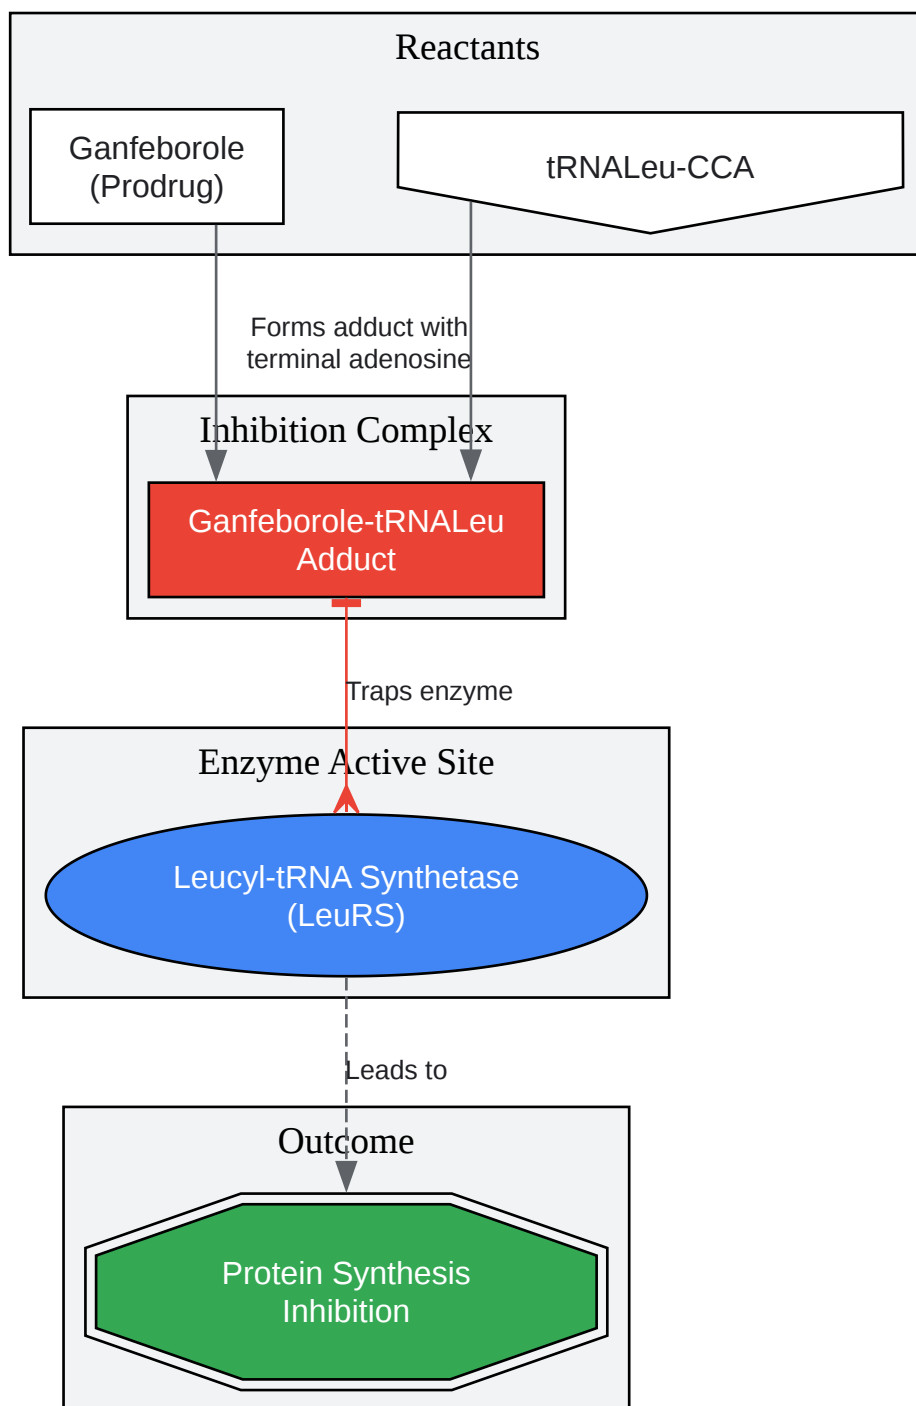 Reactants
Ganfeborole
(Prodrug)
tRNALeu-CCA
Forms adduct with
terminal adenosine
Inhibition Complex
Ganfeborole-tRNALeu
Adduct
Traps enzyme
Enzyme Active Site
Leucyl-tRNA Synthetase
(LeuRS)
Leads to
Outcome
Protein Synthesis
Inhibition